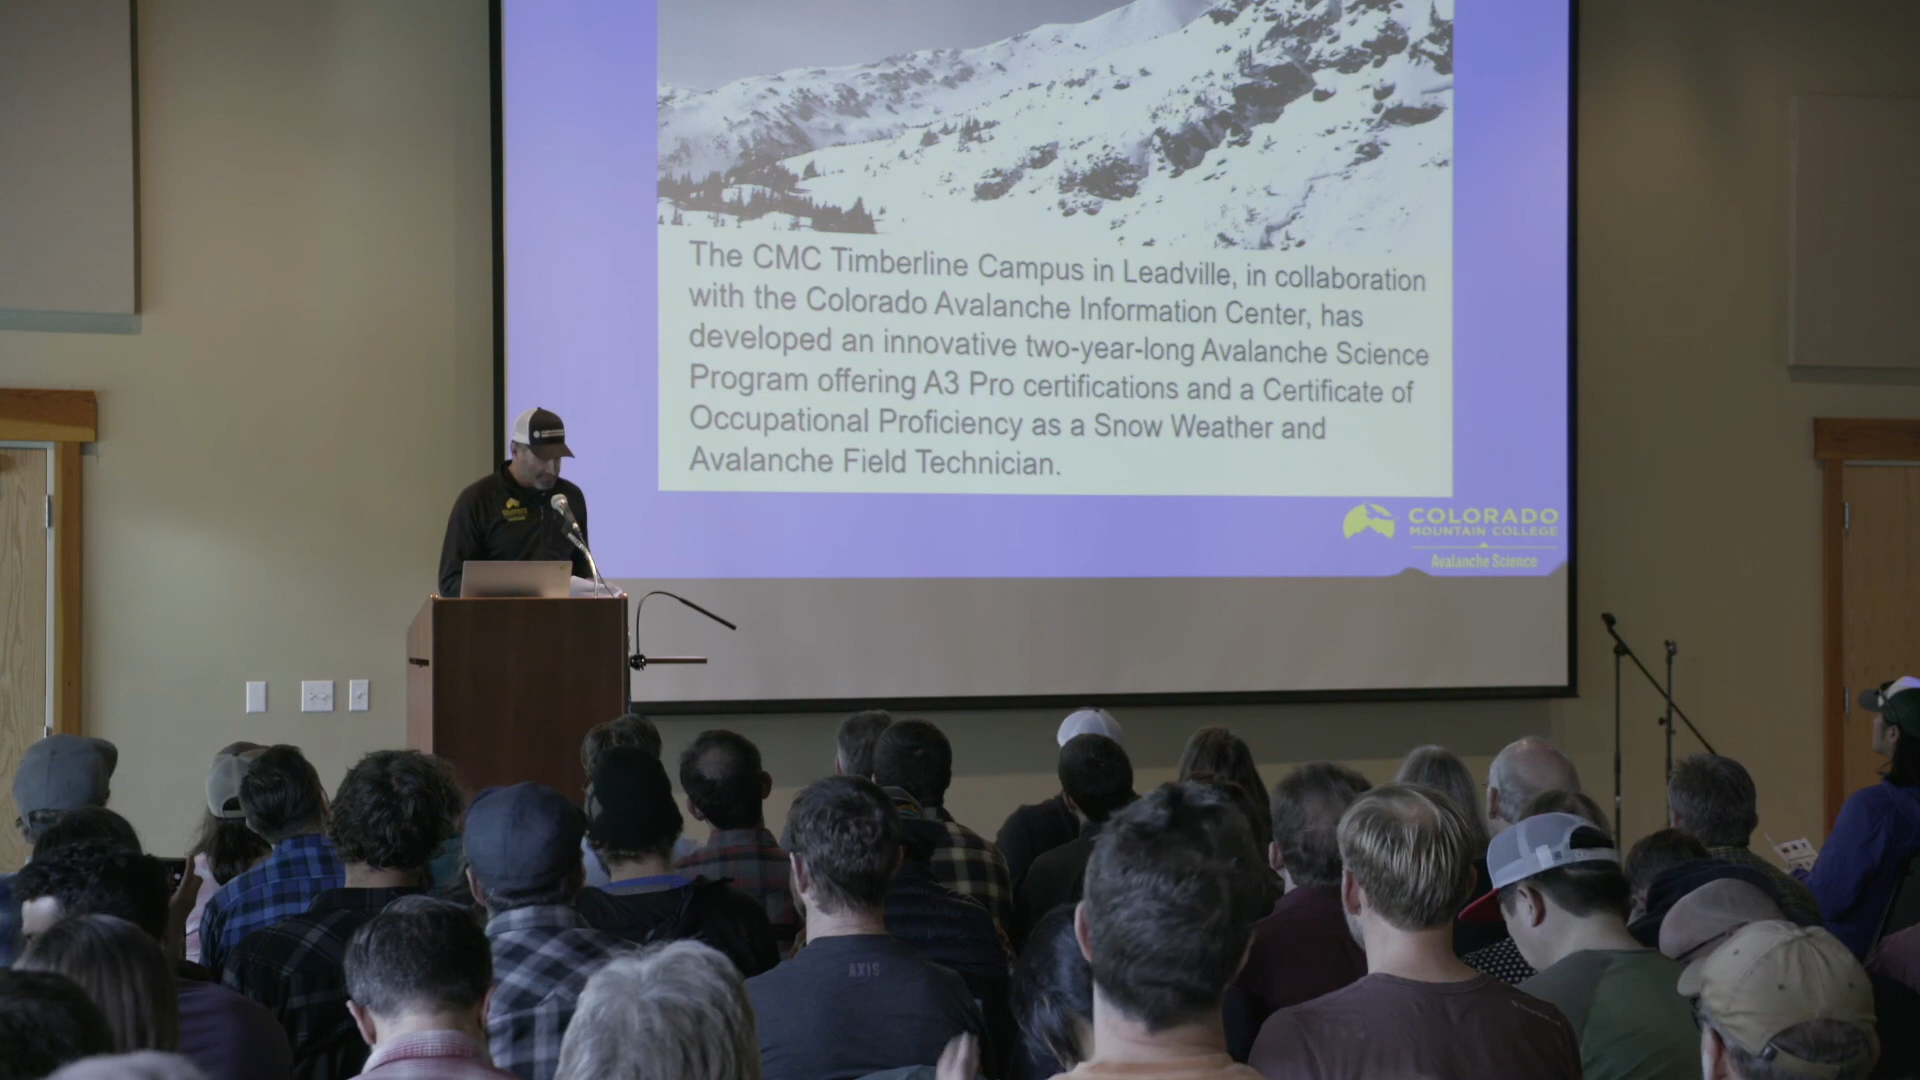 The CMC Timberline Campus in Leadville, in collaboration
with the Colorado Avalanche Information Center, has
developed an innovative two-year-long Avalanche Science
Program offering A3 Pro certifications and a Certificate of
Occupational Proficiency as a Snow Weather and
Avalanche Field Technician.
COLORADO
MOUNTAIN COLLEGE
Avalanche Science
COLORADO
AXIS